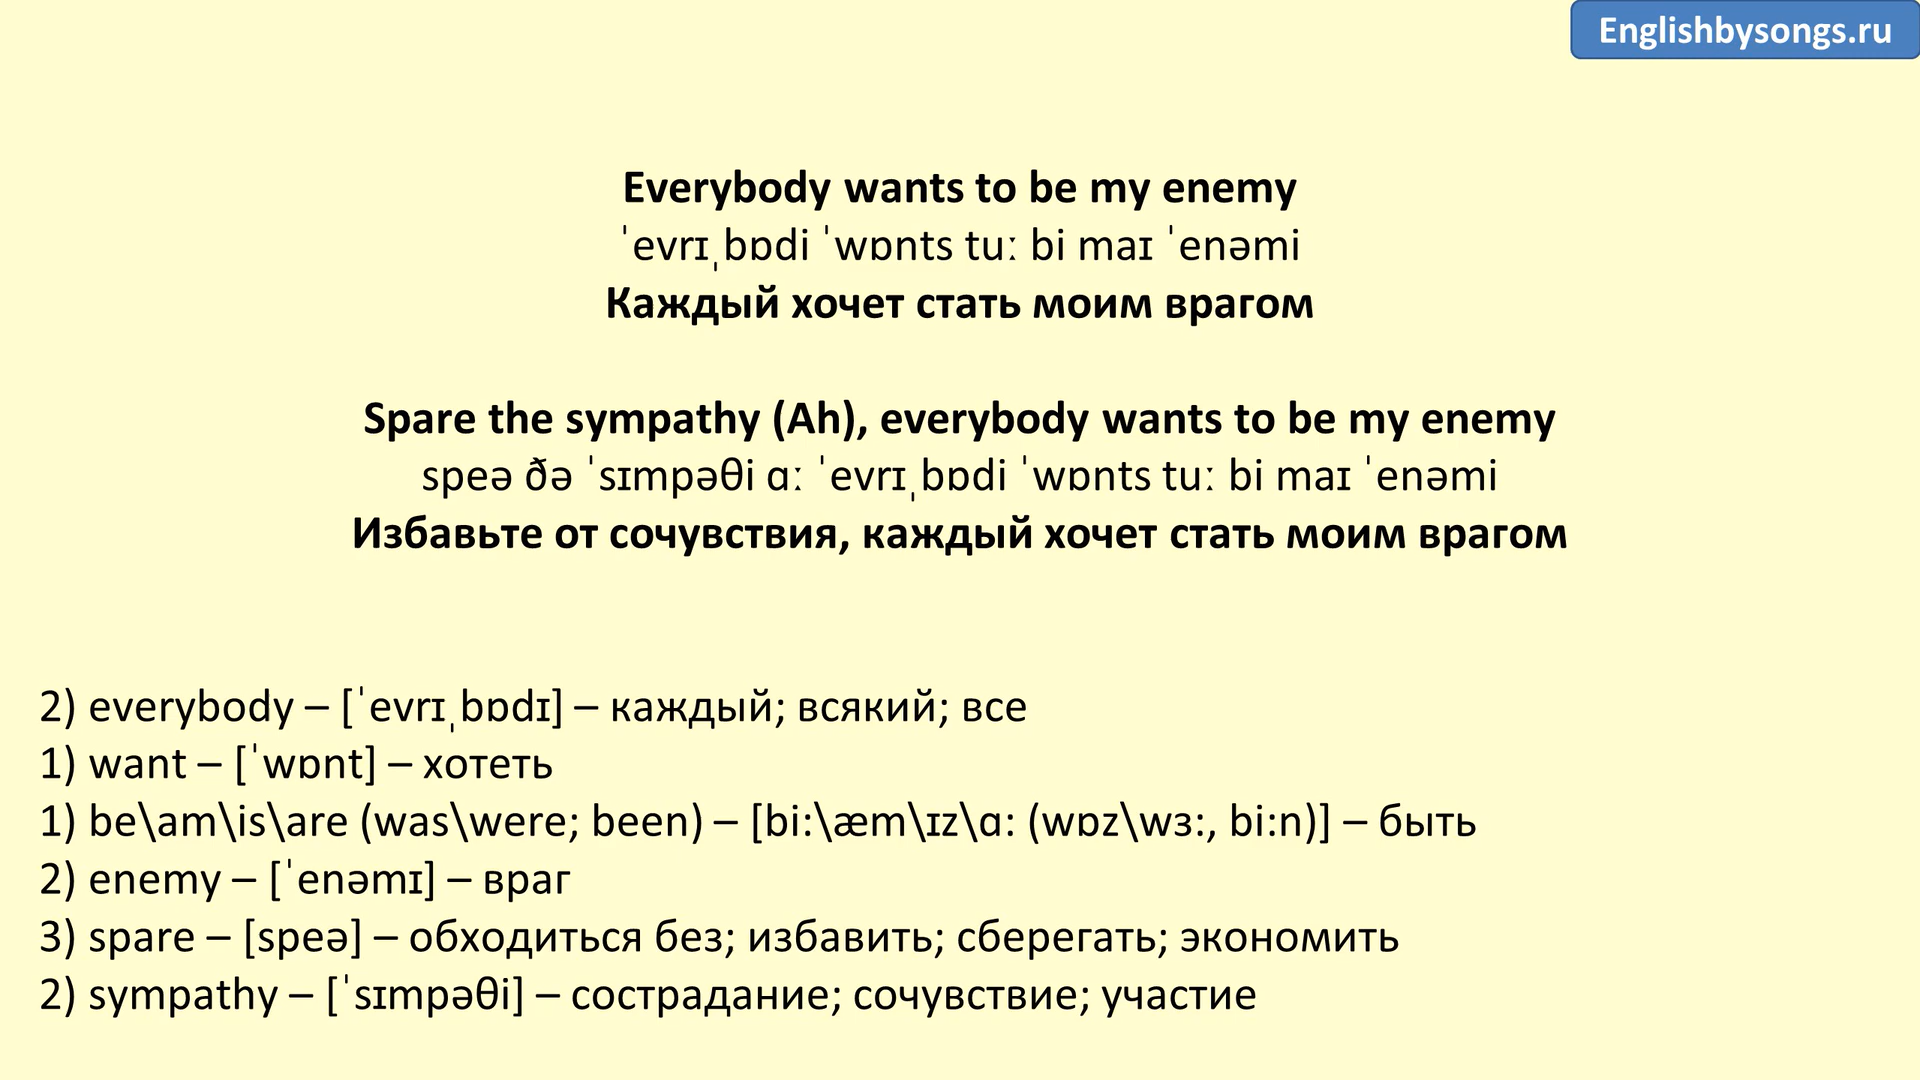 Englishbysongs.ru
Everybody wants to be my enemy
ˈevrɪˌbɒdi ˈwɒnts tuː bi maɪ ˈenəmi
Каждый хочет стать моим врагом
Spare the sympathy (Ah), everybody wants to be my enemy
speə ðə ˈsɪmpəθi ɑː ˈevrɪˌbɒdi ˈwɒnts tuː bi maɪ ˈenəmi
Избавьте от сочувствия, каждый хочет стать моим врагом
2) everybody – [ˈevrɪˌbɒdɪ] – каждый; всякий; все
1) want – [ˈwɒnt] – хотеть
1) be\am\is\are (was\were; been) – [bi:\æm\ɪz\ɑ: (wɒz\wɜ:, bi:n)] – быть
2) enemy – [ˈenəmɪ] – враг
3) spare – [speə] – обходиться без; избавить; сберегать; экономить
2) sympathy – [ˈsɪmpəθi] – сострадание; сочувствие; участие